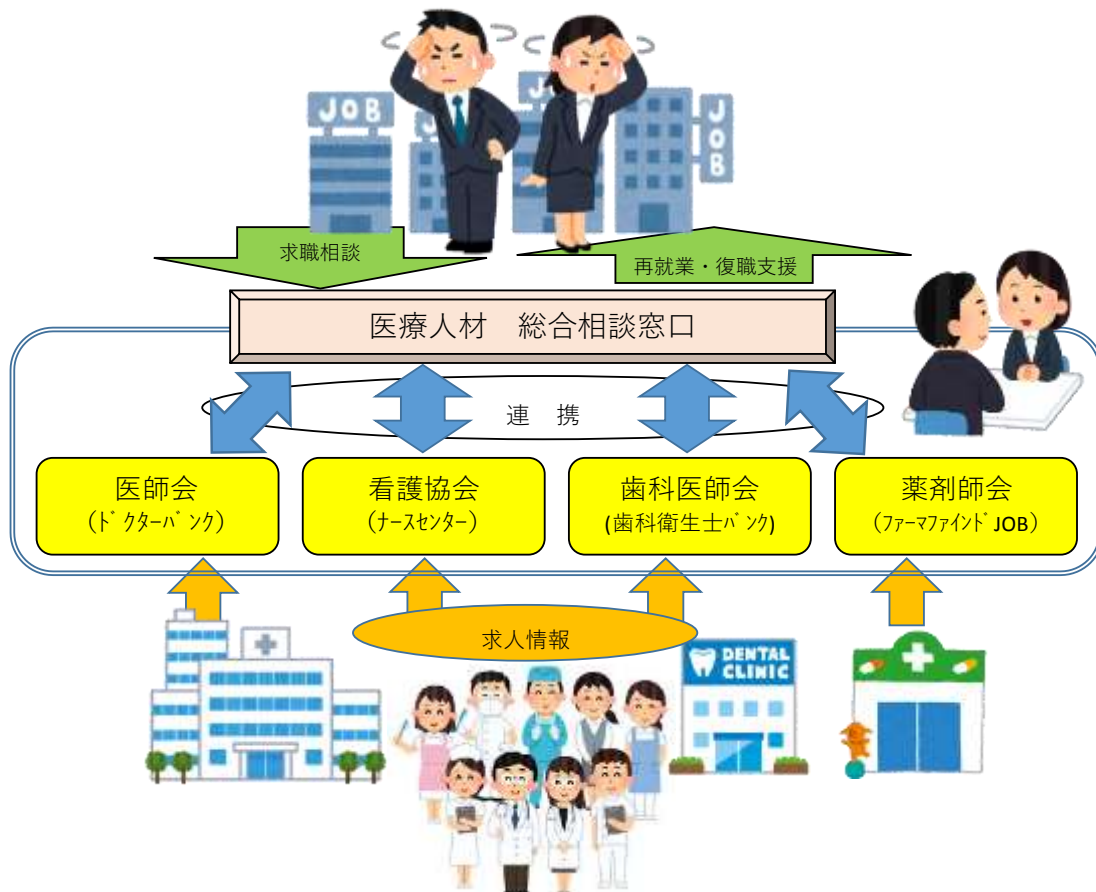 JOB
J
JO
JOB
求職相談
再就業・復職支援
医療人材　総合相談窓口
連　携
医師会
（ﾄﾞｸﾀｰﾊﾞﾝｸ）
看護協会
（ﾅｰｽｾﾝﾀｰ）
歯科医師会
(歯科衛生士ﾊﾞﾝｸ)
薬剤師会
（ﾌｧｰﾏﾌｧｲﾝﾄﾞJOB）
求人情報
DENTAL
CLINIC